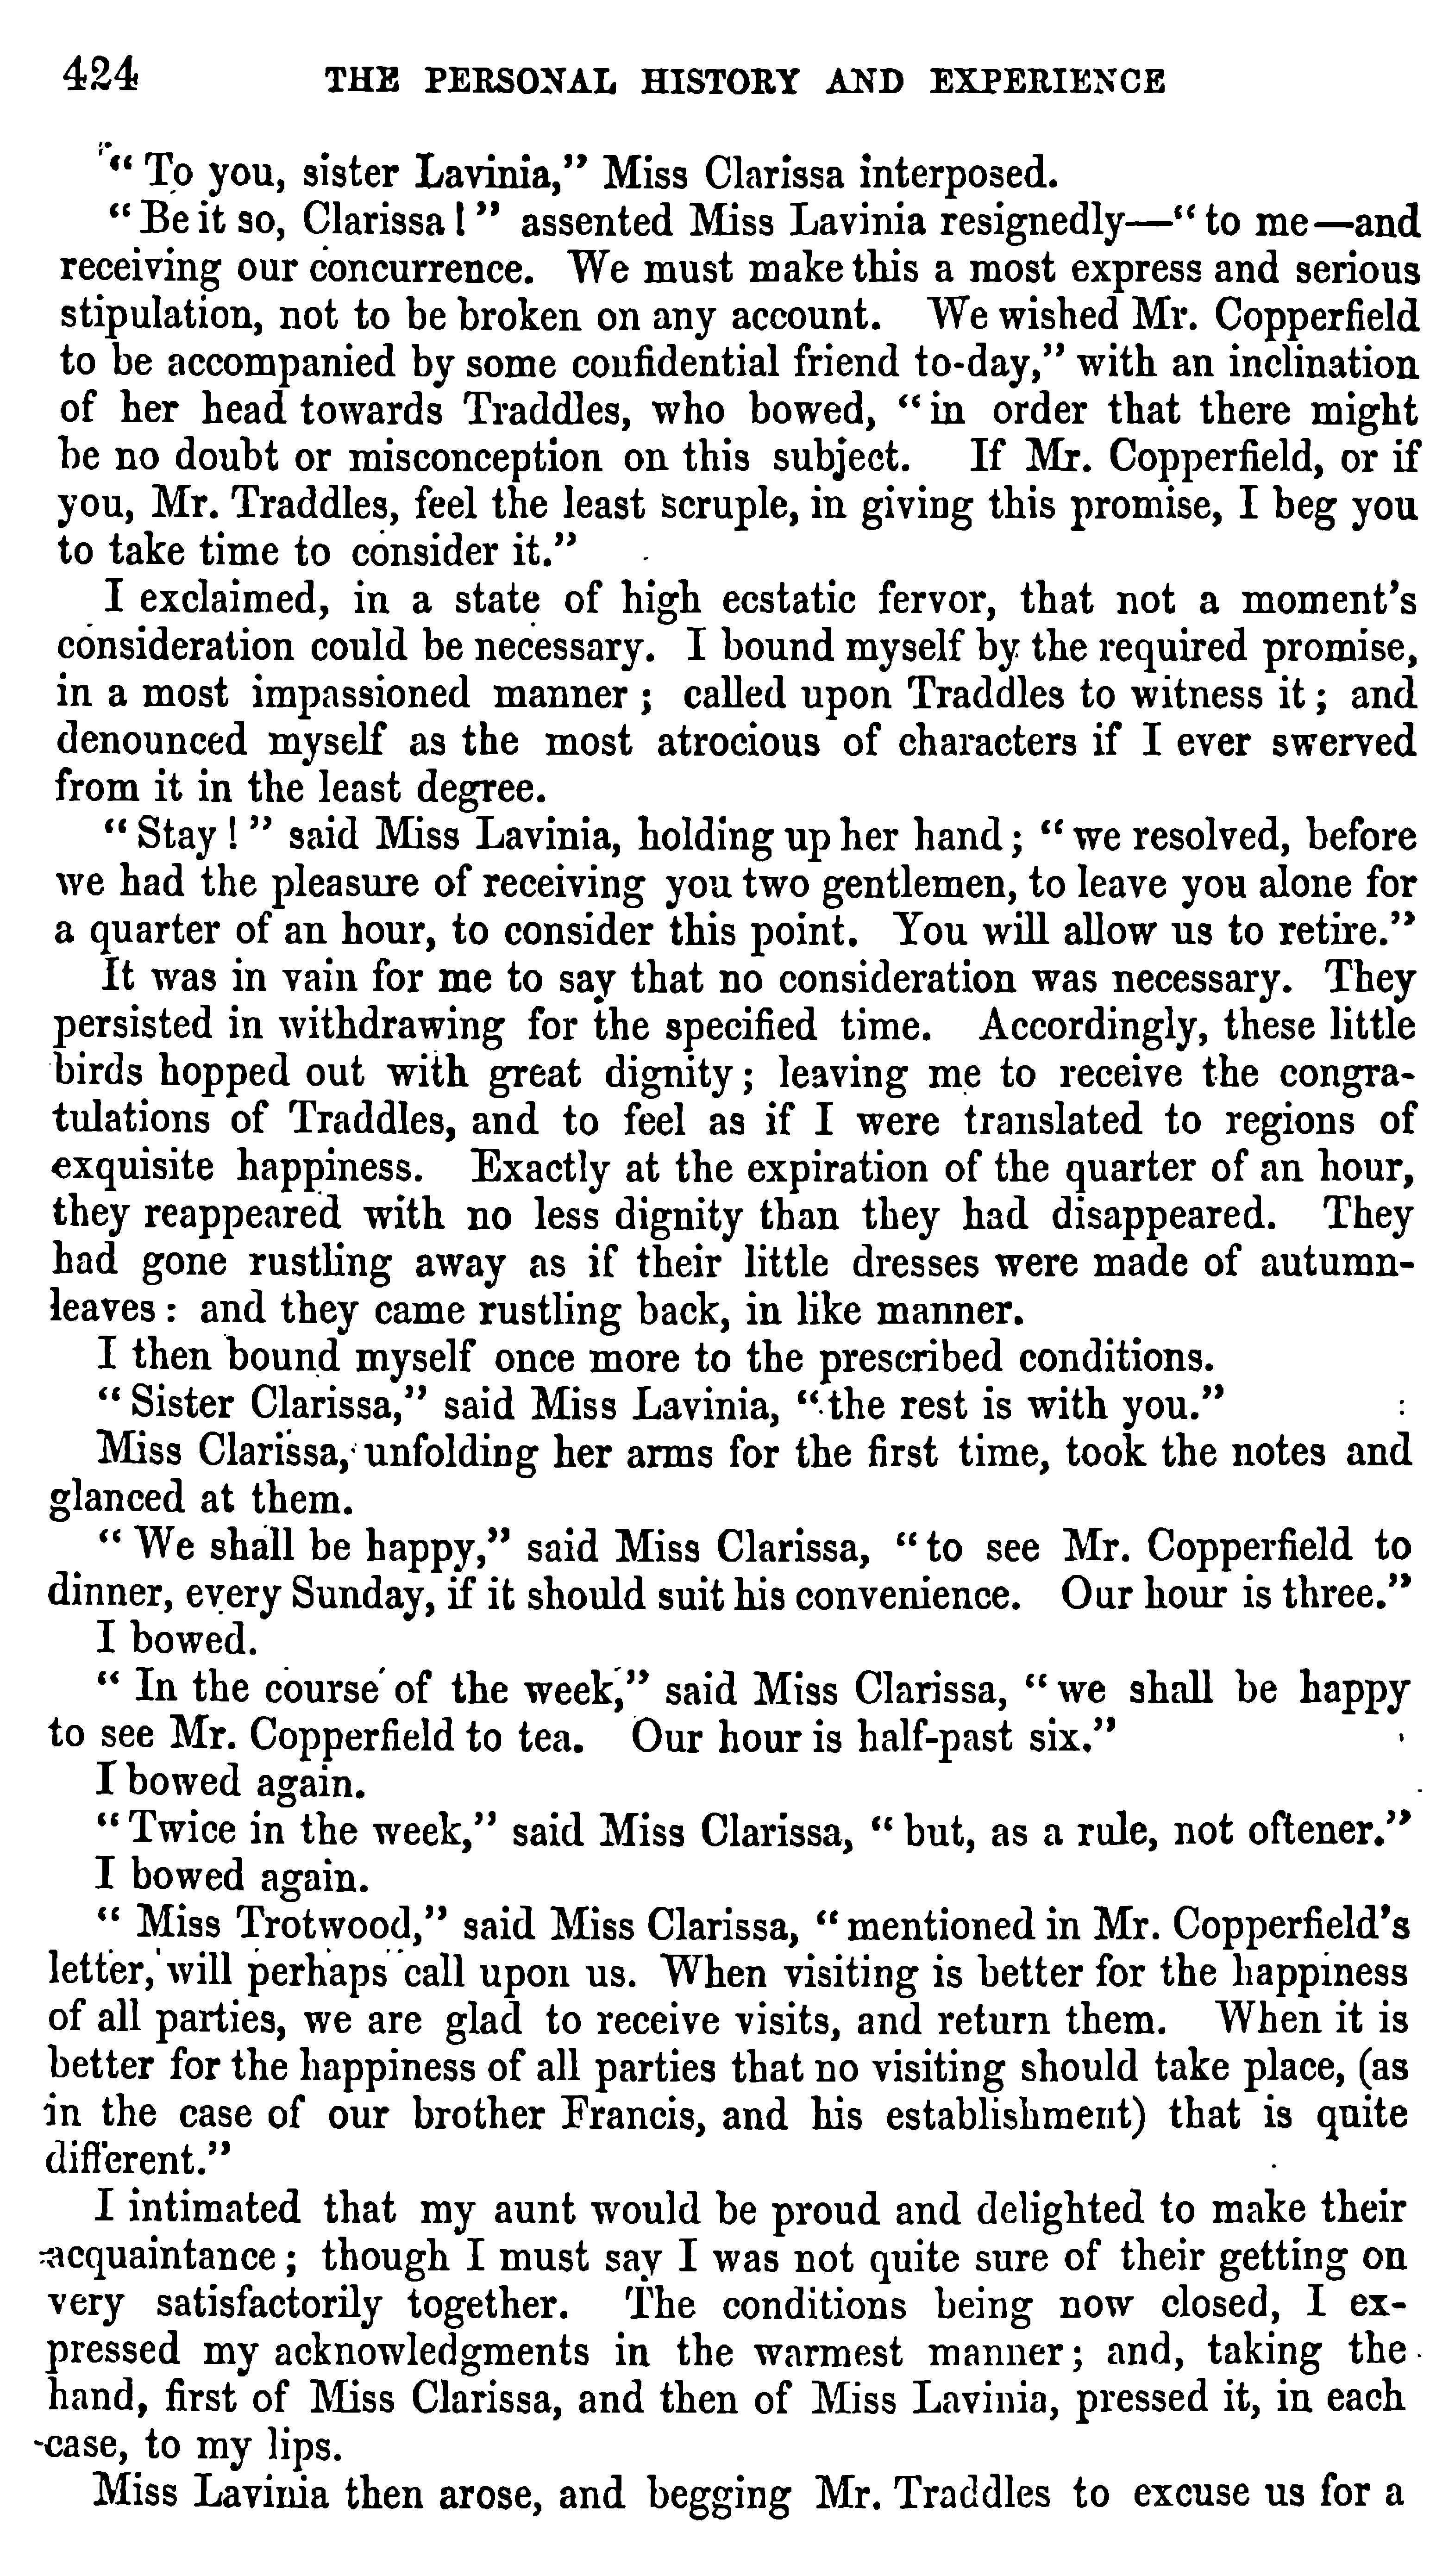 424 THE PERSONAL HISTORY AND EXPERIENCE
“ To you, sister Lavinia,” Miss Clarissa interposed.
“ Be it so, Clarissa ! ” assented Miss Lavinia resignedly—“ to me—and
receiving our concurrence. We must make this a most express and serious
stipulation, not to be broken on any account. We wished Mr. Copperfield
to be accompanied by some confidential friend to-day,” with an inclination
of her head towards Traddles, who bowed, “ in order that there might
be no doubt or misconception on this subject. If Mr. Copperfield, or if
you, Mr. Traddles, feel the least scruple, in giving this promise, I beg you
to take time to consider it.”
I exclaimed, in a state of high ecstatic fervor, that not a moment’s
consideration could be necessary. I bound myself by the required promise,
in a most impassioned manner ; called upon Traddles to witness it ; and
denounced myself as the most atrocious of characters if I ever swerved
from it in the least degree.
“ Stay ! ” said Miss Lavinia, holding up her hand ; “ we resolved, before
we had the pleasure of receiving you two gentlemen, to leave you alone for
a quarter of an hour, to consider this point. You will allow us to retire.”
It was in vain for me to say that no consideration was necessary. They
persisted in withdrawing for the specified time. Accordingly, these little
birds hopped out with great dignity ; leaving me to receive the congra-
tulations of Traddles, and to feel as if I were translated to regions of
exquisite happiness. Exactly at the expiration of the quarter of an hour,
they reappeared with no less dignity than they had disappeared. They
had gone rustling away as if their little dresses were made of autumn-
leaves : and they came rustling back, in like manner.
I then bound myself once more to the prescribed conditions.
“ Sister Clarissa,” said Miss Lavinia, “ the rest is with you.”
Miss Clarissa, unfolding her arms for the first time, took the notes and
glanced at them.
“ We shall be happy,” said Miss Clarissa, “ to see Mr. Copperfield to
dinner, every Sunday, if it should suit his convenience. Our hour is three.”
I bowed.
“ In the course of the week,” said Miss Clarissa, “ we shall be happy
to see Mr. Copperfield to tea. Our hour is half-past six.”
I bowed again.
“ Twice in the week,” said Miss Clarissa, “ but, as a rule, not oftener.”
I bowed again.
“ Miss Trotwood,” said Miss Clarissa, “ mentioned in Mr. Copperfield’s
letter, will perhaps call upon us. When visiting is better for the happiness
of all parties, we are glad to receive visits, and return them. When it is
better for the happiness of all parties that no visiting should take place, (as
in the case of our brother Francis, and his establishment) that is quite
different.”
I intimated that my aunt would be proud and delighted to make their
acquaintance ; though I must say I was not quite sure of their getting on
very satisfactorily together. The conditions being now closed, I ex-
pressed my acknowledgments in the warmest manner ; and, taking the
hand, first of Miss Clarissa, and then of Miss Lavinia, pressed it, in each
case, to my lips.
Miss Lavinia then arose, and begging Mr. Traddles to excuse us for a